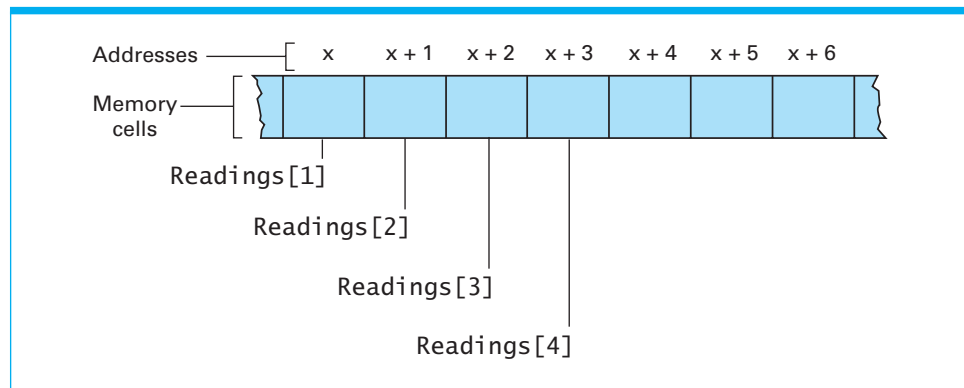 Addresses x x + 1 x + 2 x + 3 x + 4 x + 5 x + 6
Memory
cells
Readings[1]
Readings[2]
Readings[3]
Readings[4]